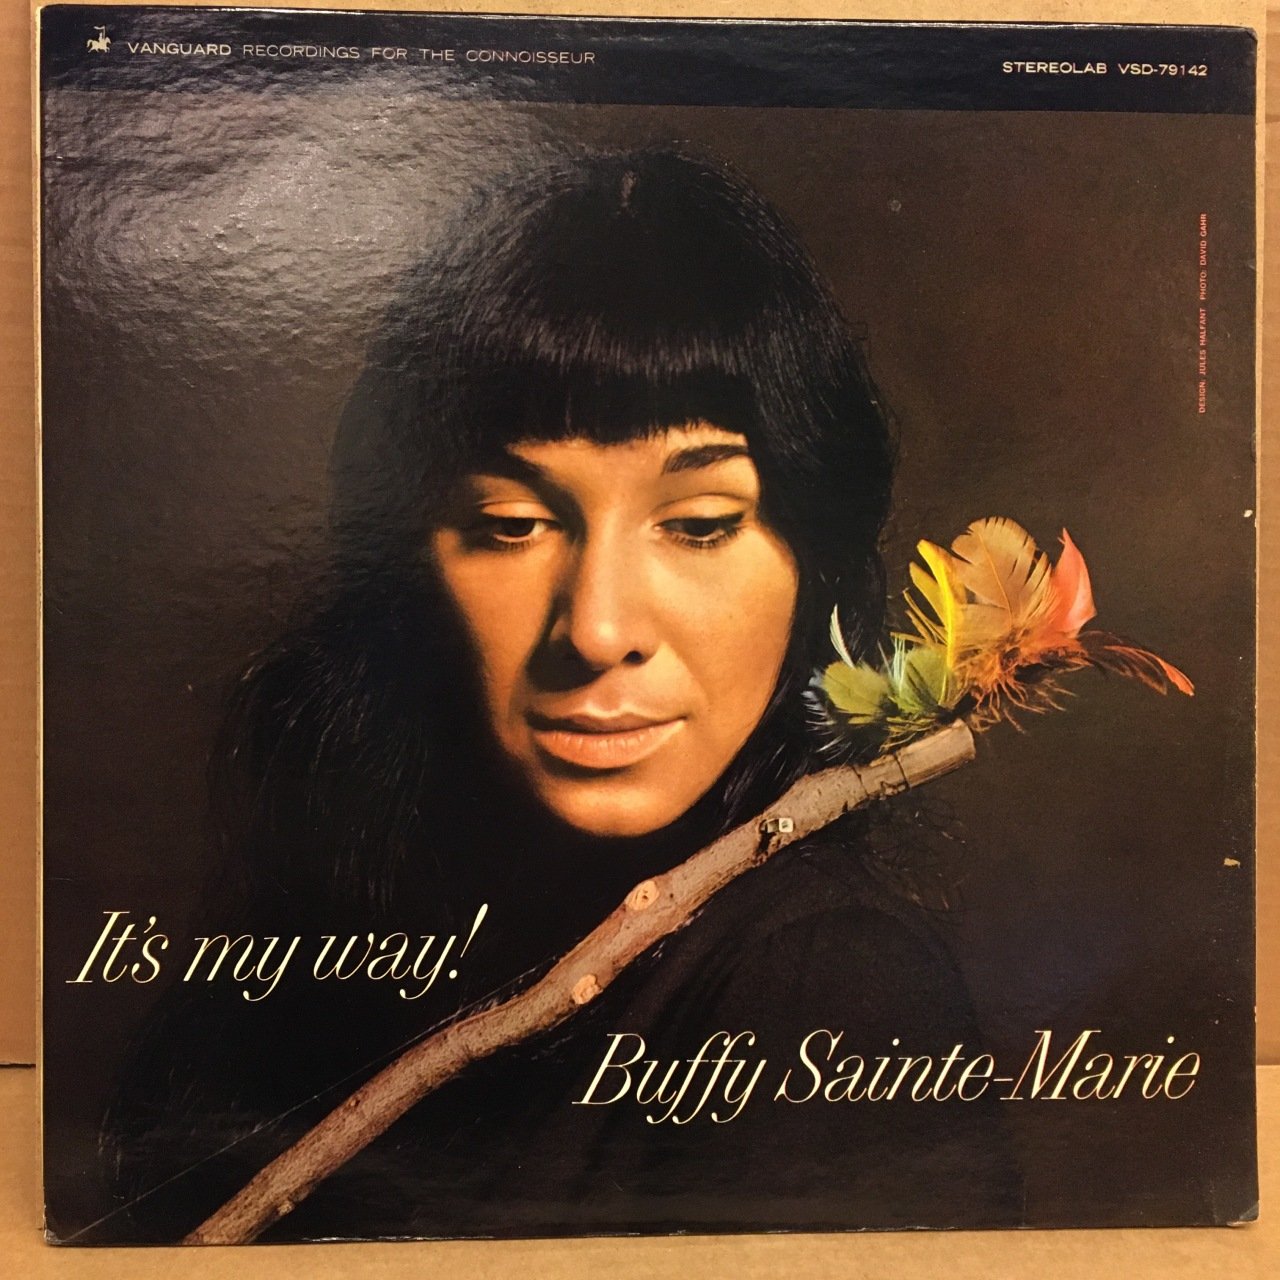 VANGUARD RECORDINGS FOR THE CONNOISSEUR
STEREOLAB VSD-79142
DESIGN: JULES HALFANT PHOTO: DAVID GAHR
It's my way!
Buffy Sainte-Marie